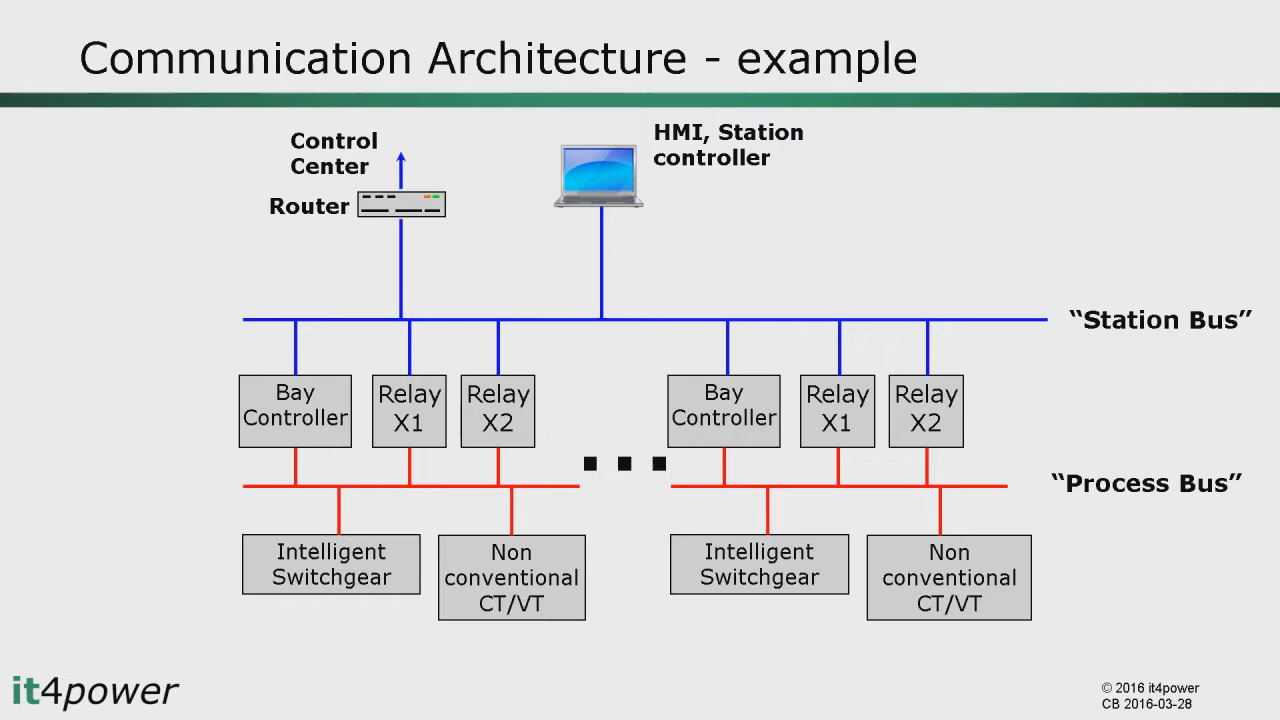 Communication Architecture - example
Control
Center
Router
HMI, Station
controller
“Station Bus”
Bay
Controller
Relay
X1
Relay
X2
Bay
Controller
Relay
X1
Relay
X2
“Process Bus”
Intelligent
Switchgear
Non
conventional
CT/VT
Intelligent
Switchgear
Non
conventional
CT/VT
it4power
© 2016 it4power
CB 2016-03-28